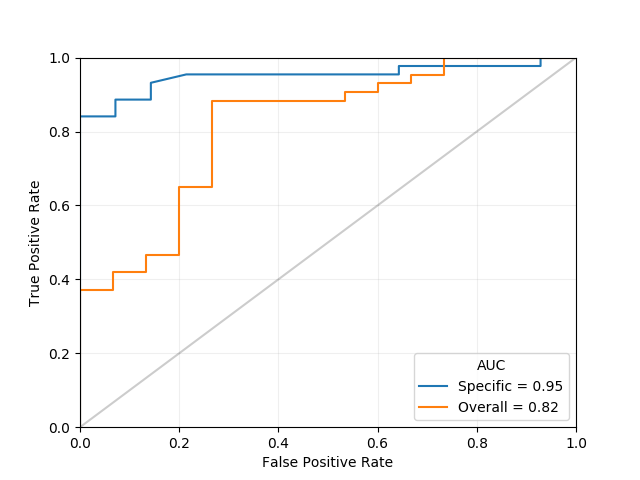 1.0
0.8
0.6
0.4
0.2
0.0
True Positive Rate
AUC
Specific = 0.95
Overall = 0.82
0.0 0.2 0.4 0.6 0.8 1.0
False Positive Rate